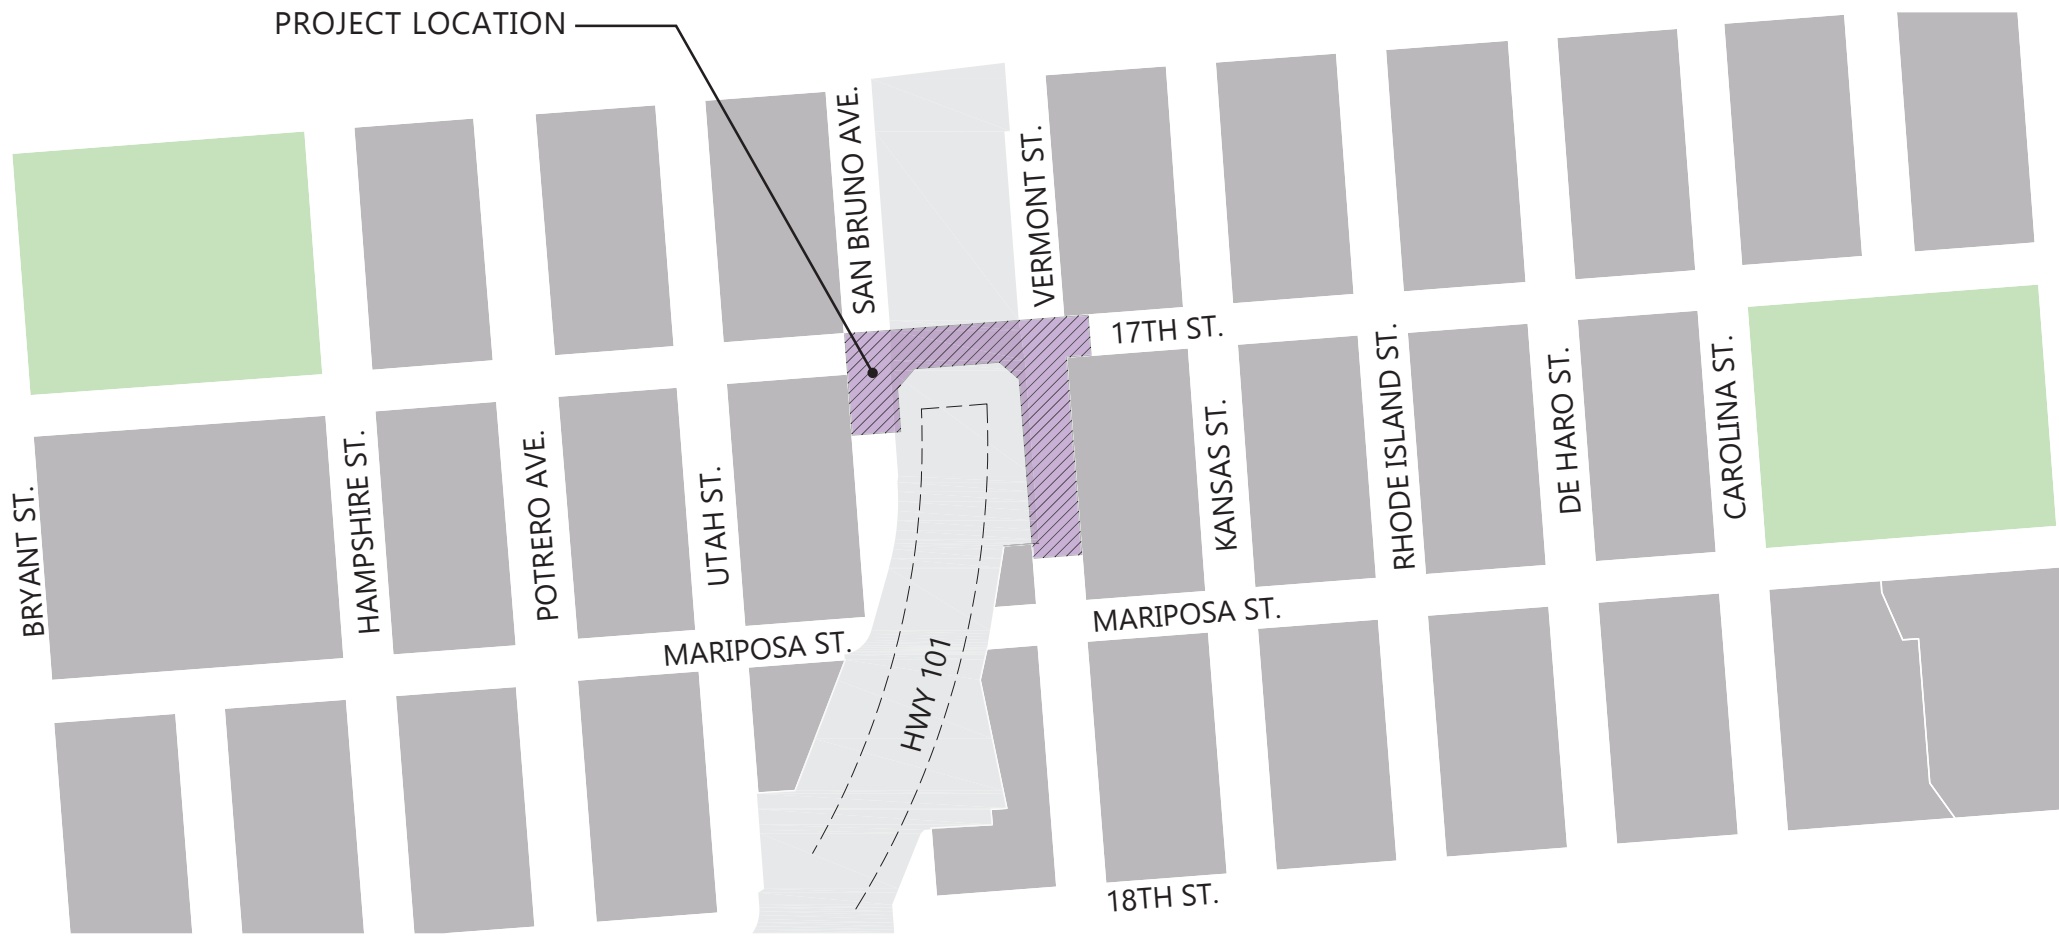 PROJECT LOCATION
SAN BRUNO AVE.
VERMONT ST.
17TH ST.
BRYANT ST.
HAMPSHIRE ST.
POTRERO AVE.
UTAH ST.
KANSAS ST.
RHODE ISLAND ST.
DE HARO ST.
CAROLINA ST.
MARIPOSA ST.
MARIPOSA ST.
HWY 101
18TH ST.